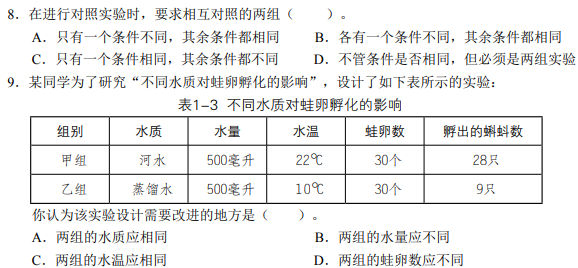 8．在进行对照实验时，要求相互对照的两组（　　）。
A．只有一个条件不同，其余条件都相同　　B．各有一个条件不同，其余条件都相同
C．只有一个条件相同，其余条件都不同　　D．不管条件是否相同，但必须是两组实验
9．某同学为了研究“不同水质对蛙卵孵化的影响”，设计了如下表所示的实验：
表1-3 不同水质对蛙卵孵化的影响
组别　水质　水量　水温　蛙卵数　孵出的蝌蚪数
甲组　河水　500毫升　22℃　30个　28只
乙组　蒸馏水　500毫升　10℃　30个　9只
你认为该实验设计需要改进的地方是（　　）。
A．两组的水质应相同　　B．两组的水量应不同
C．两组的水温应相同　　D．两组的蛙卵数应不同